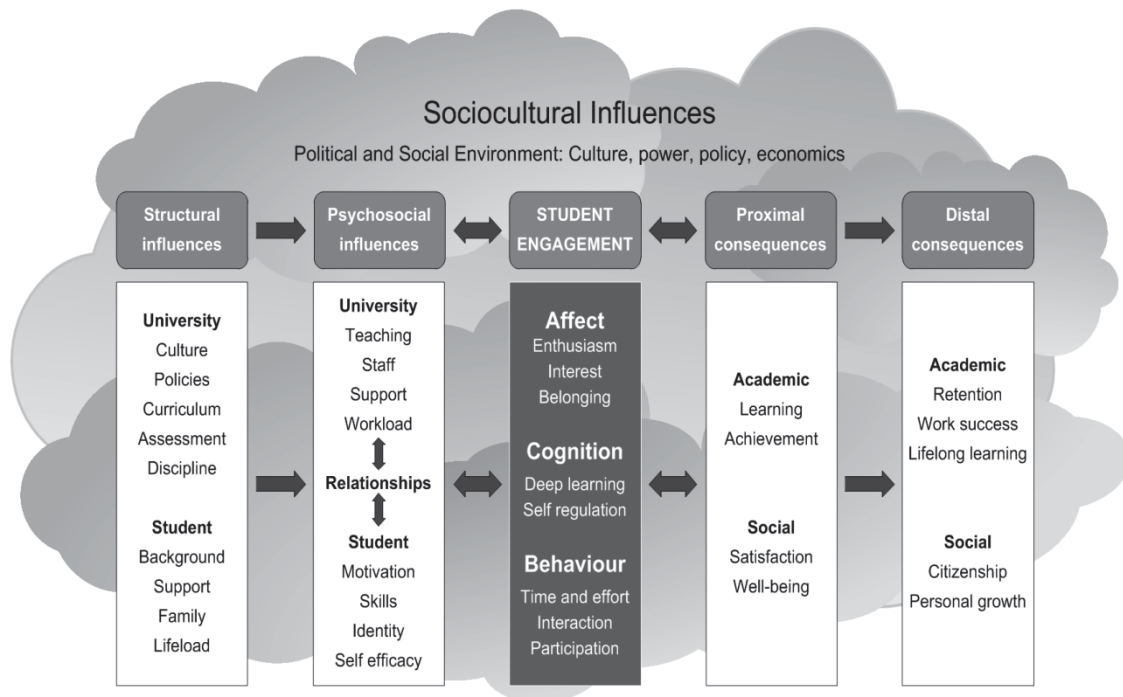 Sociocultural Influences
Political and Social Environment: Culture, power, policy, economics
Structural
influences
Psychosocial
influences
STUDENT
ENGAGEMENT
Proximal
consequences
Distal
consequences
University
Culture
Policies
Curriculum
Assessment
Discipline
Student
Background
Support
Family
Lifeload
University
Teaching
Staff
Support
Workload
Relationships
Student
Motivation
Skills
Identity
Self efficacy
Affect
Enthusiasm
Interest
Belonging
Cognition
Deep learning
Self regulation
Behaviour
Time and effort
Interaction
Participation
Academic
Learning
Achievement
Social
Satisfaction
Well-being
Academic
Retention
Work success
Lifelong learning
Social
Citizenship
Personal growth